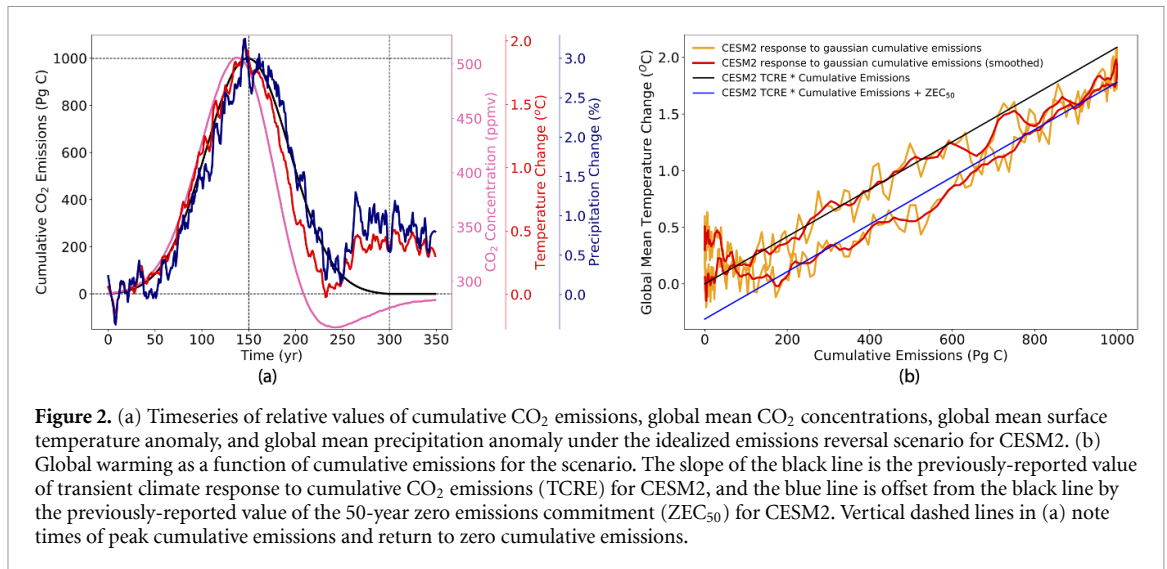 1000
800
600
400
200
0
Cumulative CO₂ Emissions (Pg C)
0 50 100 150 200 250 300 350
Time (yr)
(a)
500
450
400
350
300
CO₂ Concentration (ppmv)
2.0
1.5
1.0
0.5
0.0
Temperature Change (°C)
3.0
2.0
1.0
0.5
0.0
Precipitation Change (%)
CESM2 response to gaussian cumulative emissions
CESM2 response to gaussian cumulative emissions (smoothed)
CESM2 TCRE * Cumulative Emissions
CESM2 TCRE * Cumulative Emissions + ZEC₅₀
2.0
1.5
1.0
0.5
0.0
Global Mean Temperature Change (°C)
0 200 400 600 800 1000
Cumulative Emissions (Pg C)
(b)
Figure 2. (a) Timeseries of relative values of cumulative CO₂ emissions, global mean CO₂ concentrations, global mean surface
temperature anomaly, and global mean precipitation anomaly under the idealized emissions reversal scenario for CESM2. (b)
Global warming as a function of cumulative emissions for the scenario. The slope of the black line is the previously-reported value
of transient climate response to cumulative CO₂ emissions (TCRE) for CESM2, and the blue line is offset from the black line by
the previously-reported value of the 50-year zero emissions commitment (ZEC₅₀) for CESM2. Vertical dashed lines in (a) note
times of peak cumulative emissions and return to zero cumulative emissions.